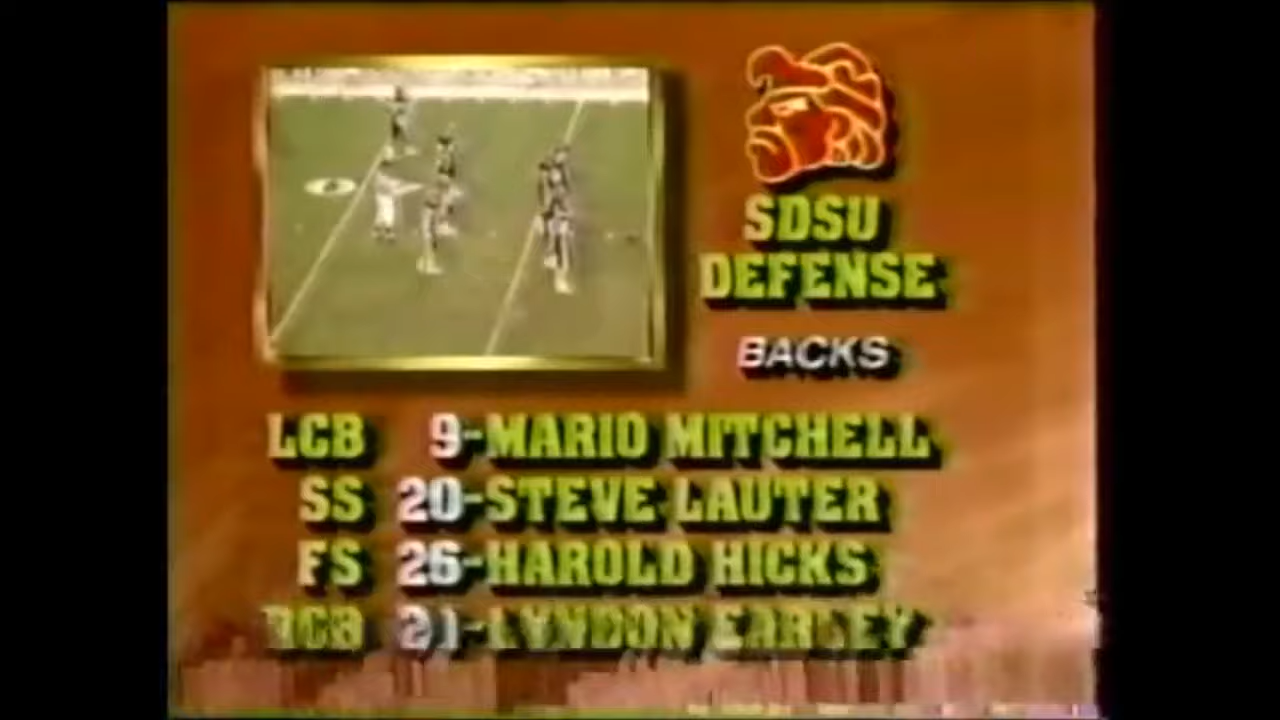 SDSU
DEFENSE
BACKS
LCB 9-MARIO MITCHELL
SS 20-STEVE LAUTER
FS 26-HAROLD HICKS
RCB 21-LYNDON EARLEY